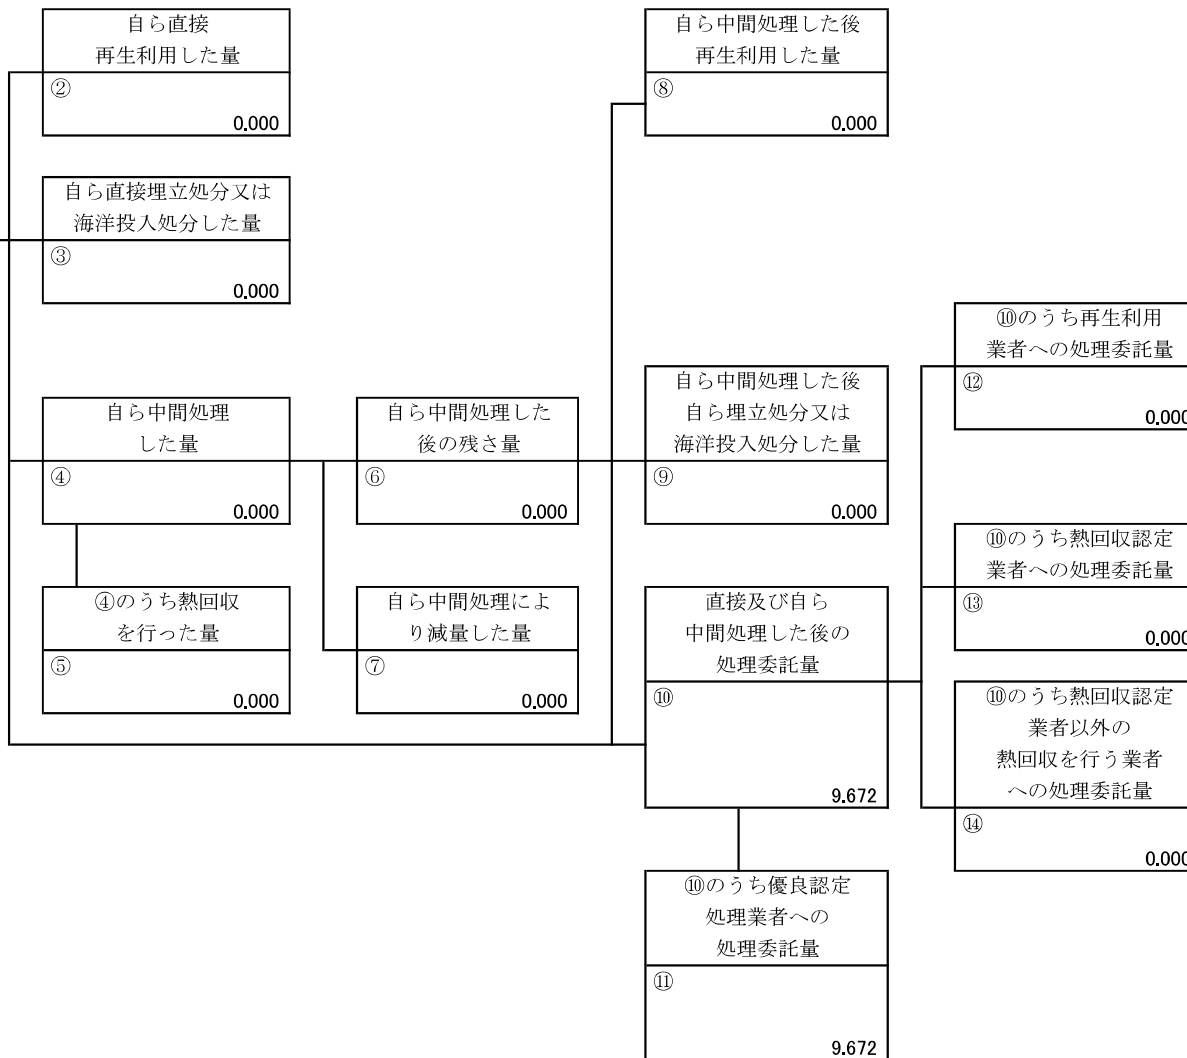 自ら直接
再生利用した量
②
0.000
自ら中間処理した後
再生利用した量
⑧
0.000
自ら直接埋立処分又は
海洋投入処分した量
③
0.000
⑩のうち再生利用
業者への処理委託量
⑫
0.000
自ら中間処理
した量
④
0.000
自ら中間処理した
後の残さ量
⑥
0.000
自ら中間処理した後
自ら埋立処分又は
海洋投入処分した量
⑨
0.000
⑩のうち熱回収認定
業者への処理委託量
⑬
0.000
④のうち熱回収
を行った量
⑤
0.000
自ら中間処理によ
り減量した量
⑦
0.000
直接及び自ら
中間処理した後の
処理委託量
⑩
9.672
⑩のうち熱回収認定
業者以外の
熱回収を行う業者
への処理委託量
⑭
0.000
⑩のうち優良認定
処理業者への
処理委託量
⑪
9.672